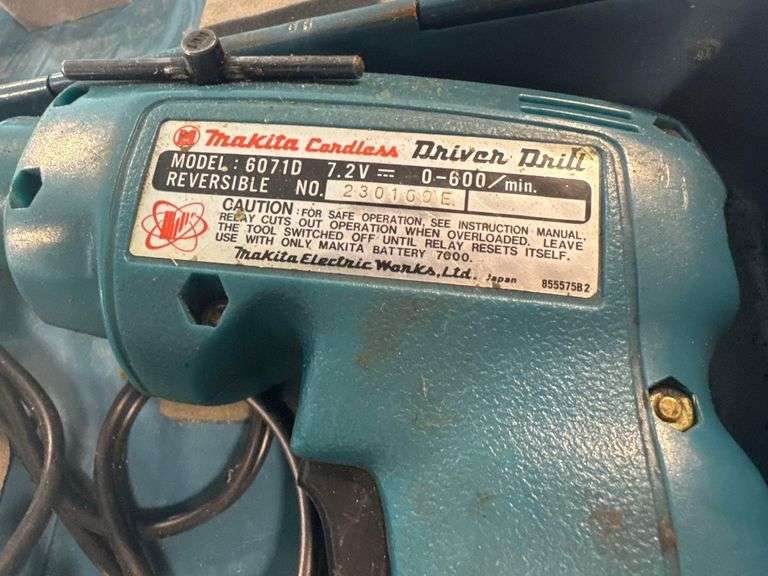 makita Cordless Driver Drill
MODEL: 6071D 7.2V 0-600/min.
REVERSIBLE NO. 230169E
CAUTION: FOR SAFE OPERATION, SEE INSTRUCTION MANUAL.
RELAY CUTS OUT OPERATION WHEN OVERLOADED. LEAVE
THE TOOL SWITCHED OFF UNTIL RELAY RESETS ITSELF.
USE WITH ONLY MAKITA BATTERY 7000.
Makita Electric Works, Ltd. Japan 855575B2